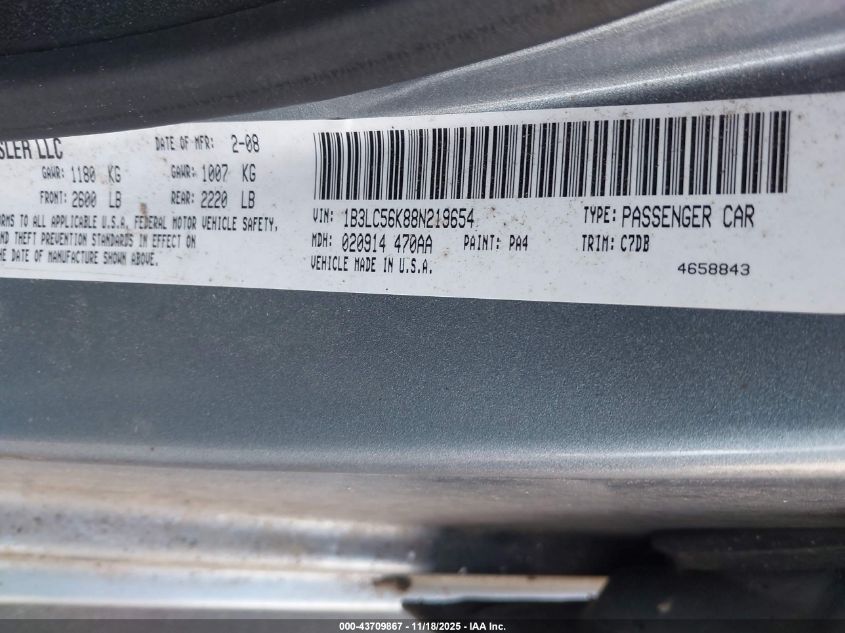 SLER LLC DATE OF MFR: 2-08
GAWR: 1180 KG GAWR: 1007 KG
FRONT: 2600 LB REAR: 2220 LB
ORMS TO ALL APPLICABLE U.S.A. FEDERAL MOTOR VEHICLE SAFETY,
ND THEFT PREVENTION STANDARDS IN EFFECT ON
HE DATE OF MANUFACTURE SHOWN ABOVE.
VIN: 1B3LC56K88N219654 TYPE: PASSENGER CAR
MDH: 020914 470AA PAINT: PA4 TRIM: C7DB
VEHICLE MADE IN U.S.A.
4658843
000-43709867 - 11/18/2025 - IAA Inc.